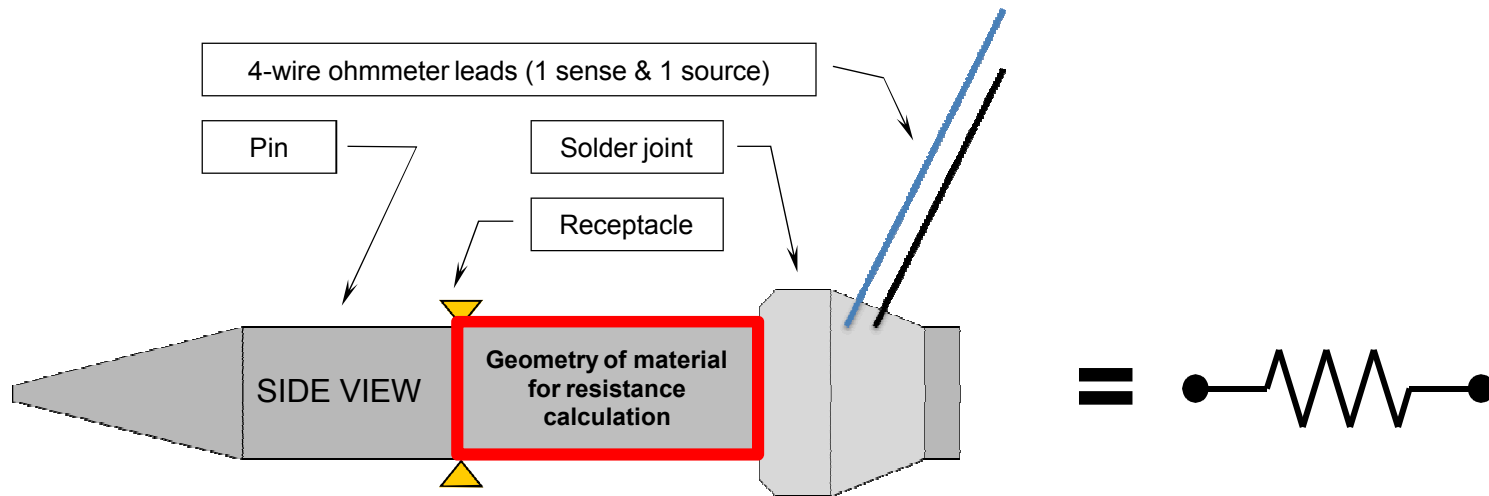 4-wire ohmmeter leads (1 sense & 1 source)
Pin
Solder joint
Receptacle
SIDE VIEW
Geometry of material
for resistance
calculation
=